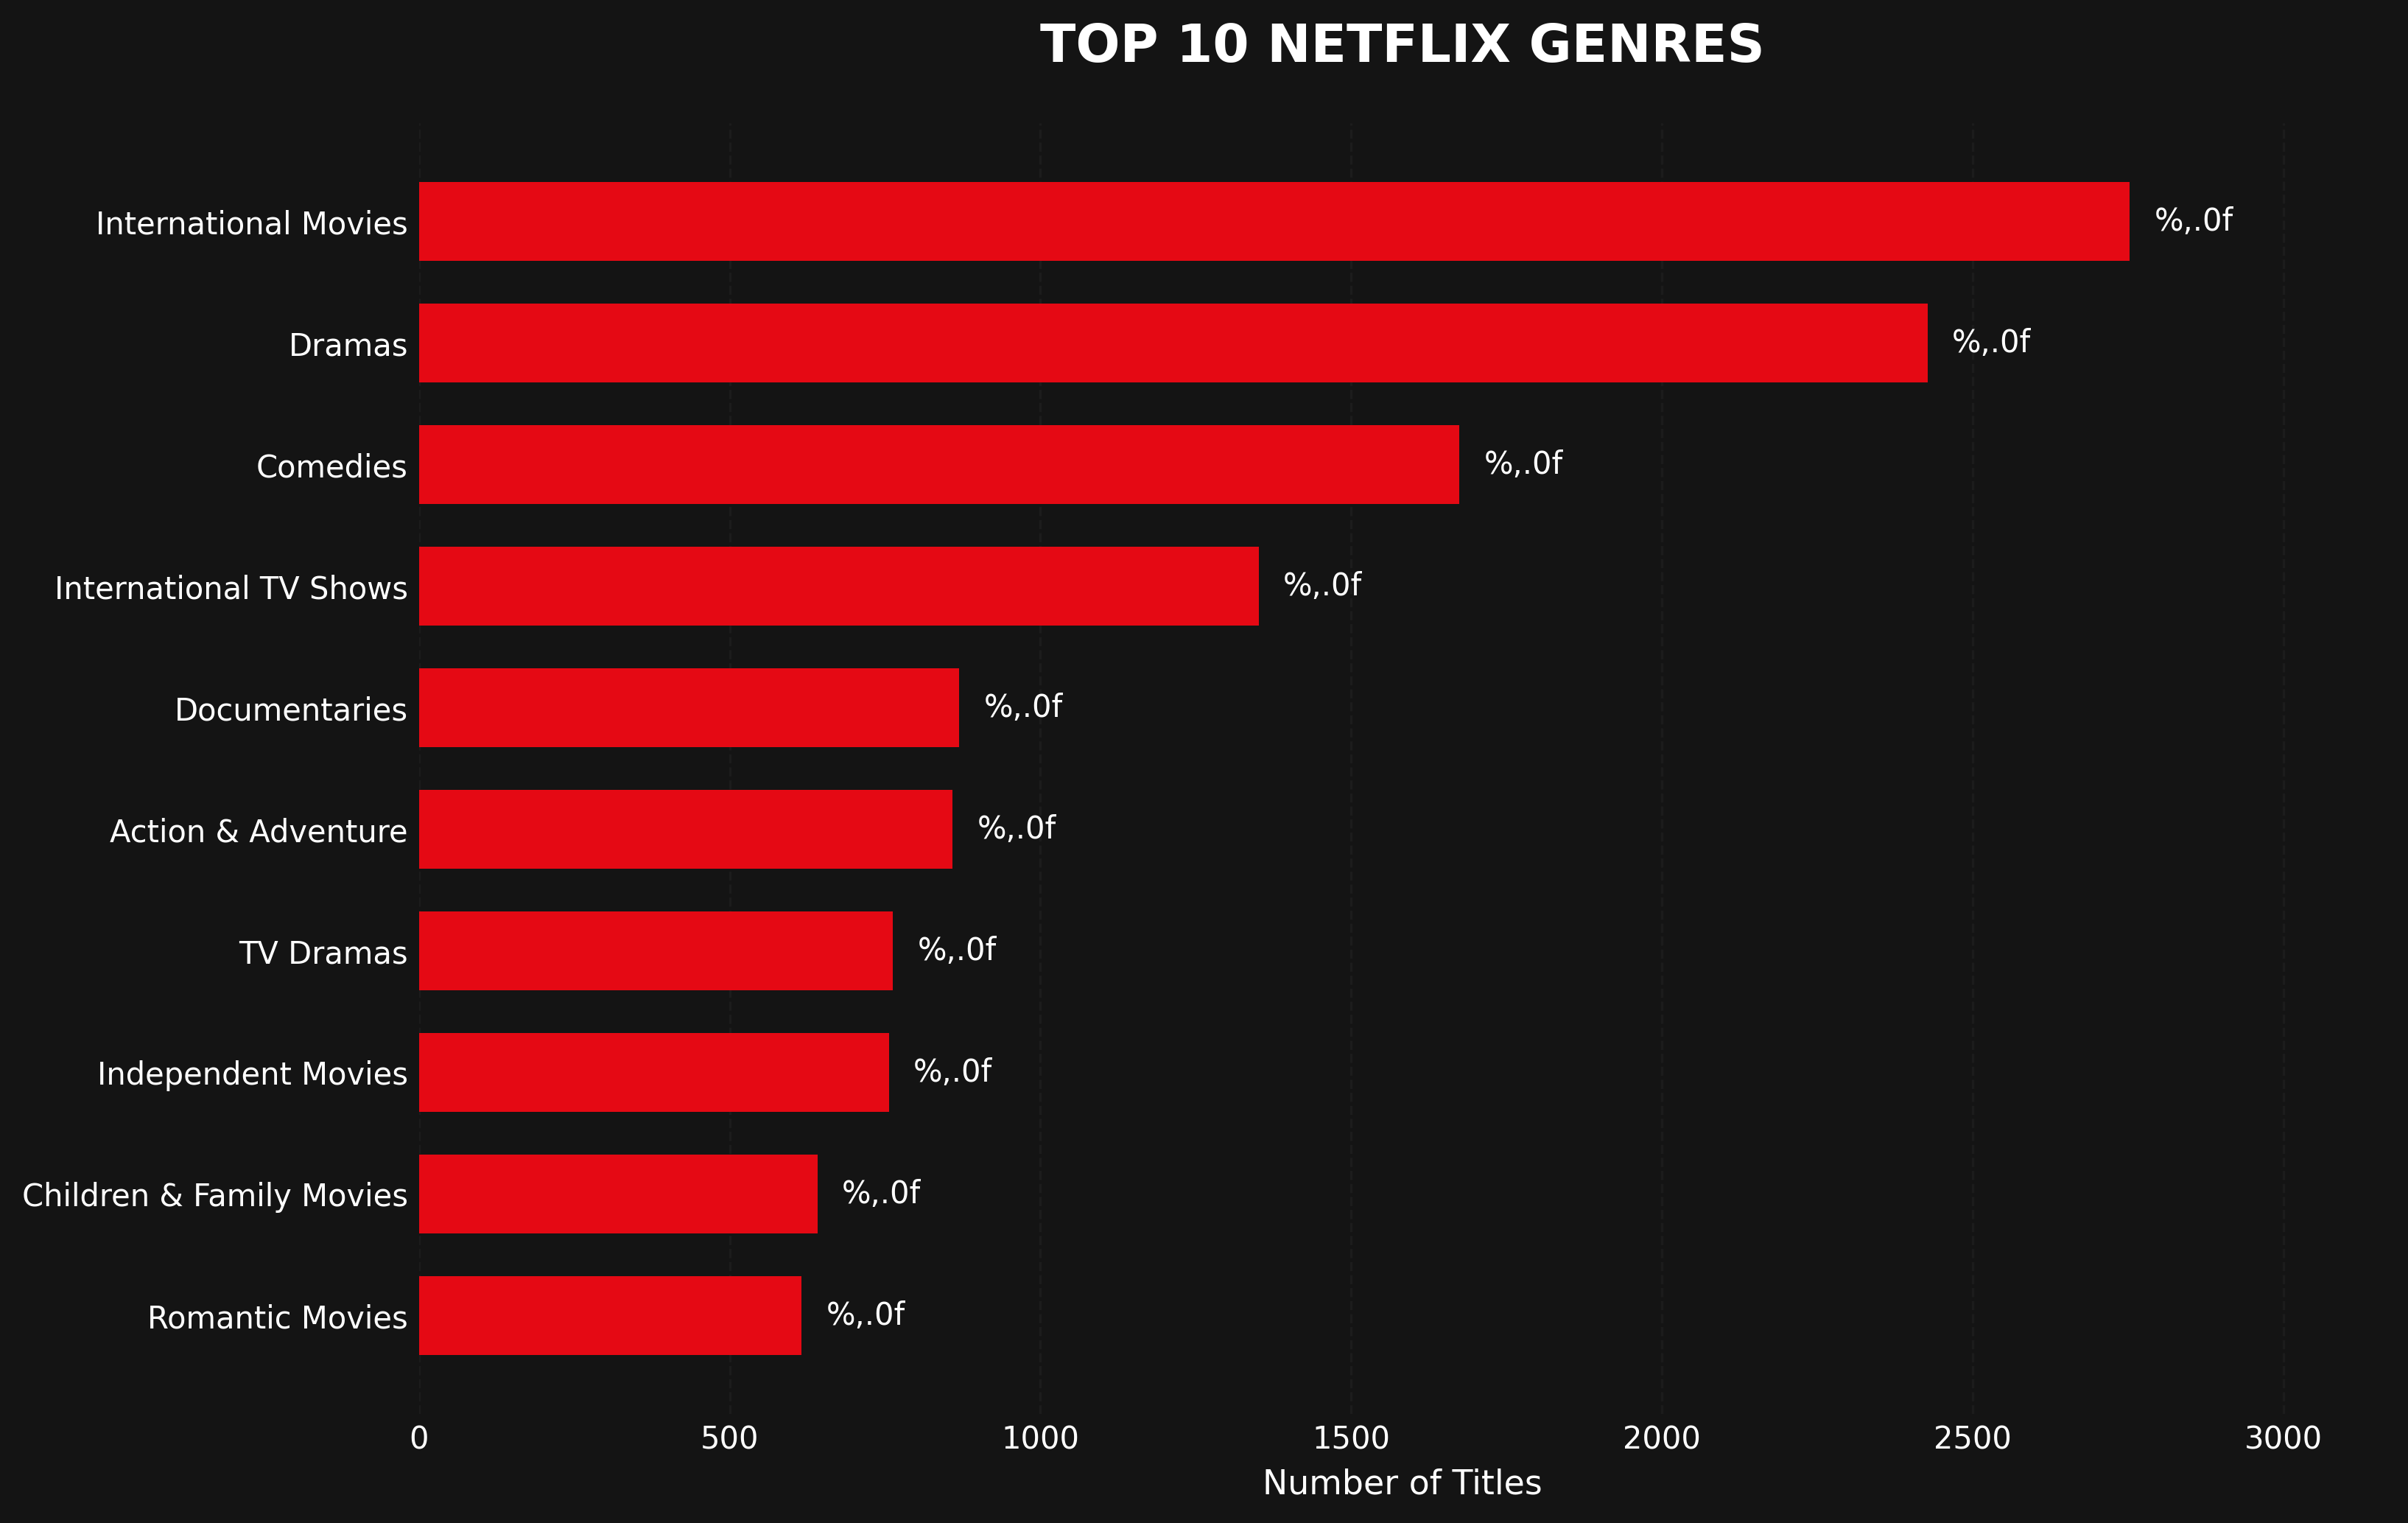 TOP 10 NETFLIX GENRES
International Movies %,.0f
Dramas %,.0f
Comedies %,.0f
International TV Shows %,.0f
Documentaries %,.0f
Action & Adventure %,.0f
TV Dramas %,.0f
Independent Movies %,.0f
Children & Family Movies %,.0f
Romantic Movies %,.0f
0 500 1000 1500 2000 2500 3000
Number of Titles